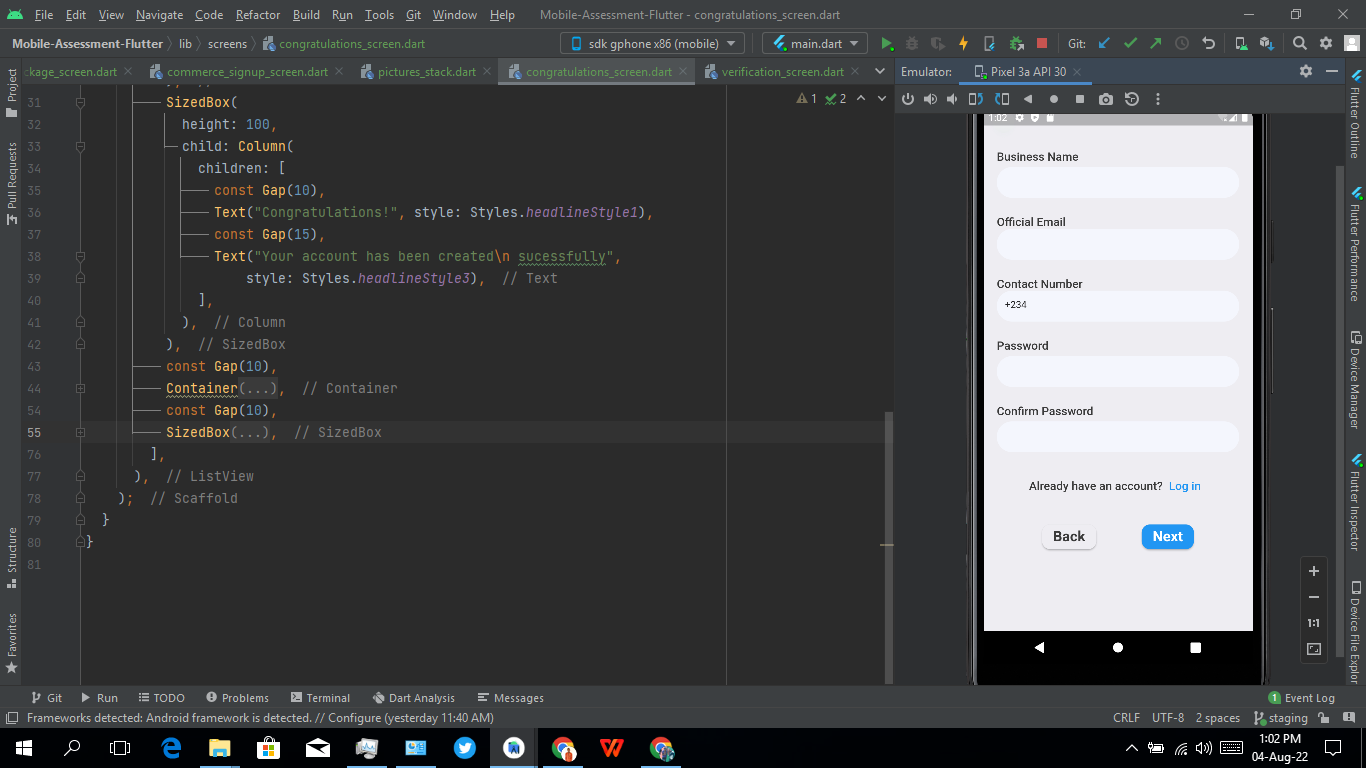 File Edit View Navigate Code Refactor Build Run Tools Git Window Help Mobile-Assessment-Flutter - congratulations_screen.dart
Mobile-Assessment-Flutter lib screens congratulations_screen.dart sdk gphone x86 (mobile) main.dart Git:
ckage_screen.dart commerce_signup_screen.dart pictures_stack.dart congratulations_screen.dart verification_screen.dart Emulator: Pixel 3a API 30
Project
Pull Requests
Structure
Favorites
1 2
31 SizedBox(
32 height: 100,
33 child: Column(
34 children: [
35 const Gap(10),
36 Text("Congratulations!", style: Styles.headlineStyle1),
37 const Gap(15),
38 Text("Your account has been created\n sucessfully",
39 style: Styles.headlineStyle3), // Text
40 ],
41 ), // Column
42 ), // SizedBox
43 const Gap(10),
44 Container(...), // Container
54 const Gap(10),
55 SizedBox(...), // SizedBox
76 ],
77 ), // ListView
78 ); // Scaffold
79 }
80 }
81
1:02
Business Name
Official Email
Contact Number
+234
Password
Confirm Password
Already have an account? Log in
Back Next
1:1
Flutter Outline
Flutter Performance
Device Manager
Flutter Inspector
Device File Explor
Git Run TODO Problems Terminal Dart Analysis Messages 1 Event Log
Frameworks detected: Android framework is detected. // Configure (yesterday 11:40 AM) CRLF UTF-8 2 spaces staging
1:02 PM
04-Aug-22